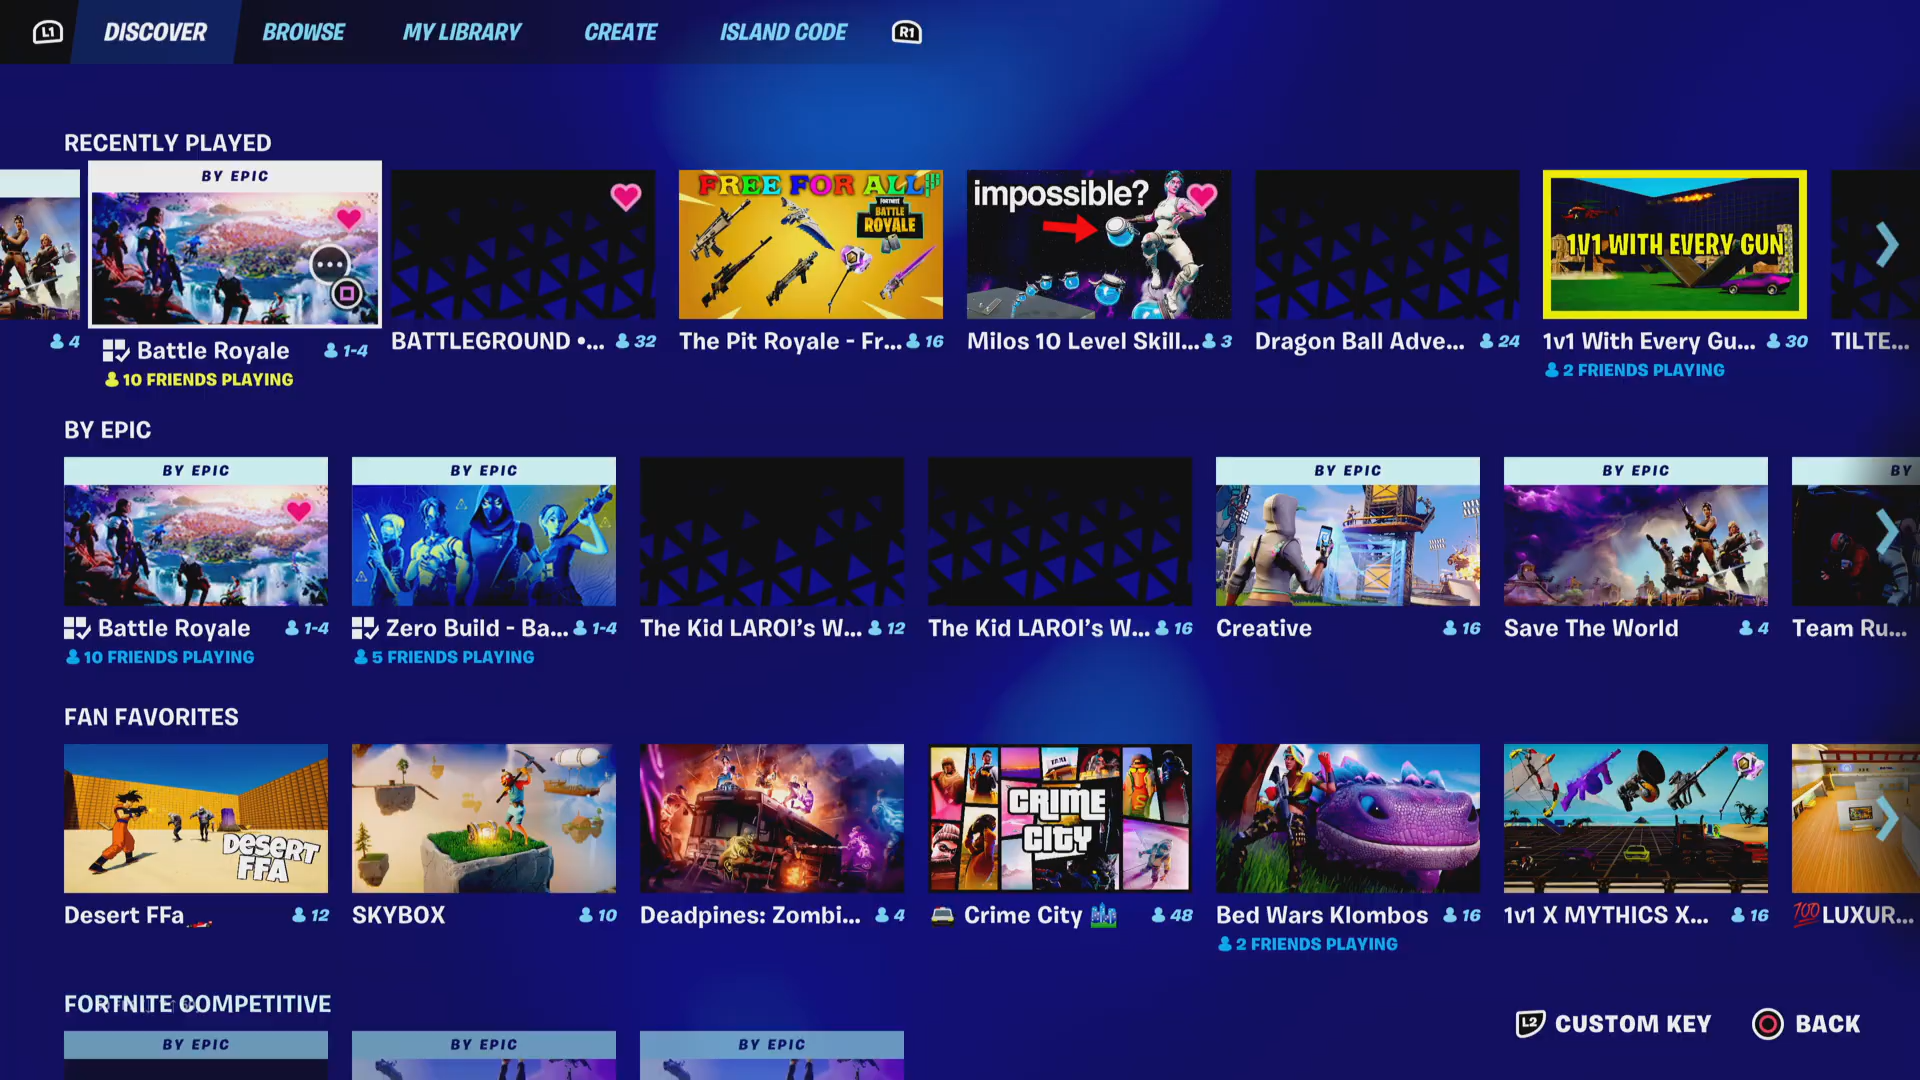 L1 DISCOVER BROWSE MY LIBRARY CREATE ISLAND CODE R1
RECENTLY PLAYED
BY EPIC
FREE FOR ALL
FORTNITE
BATTLE
ROYALE
impossible?
1V1 WITH EVERY GUN
4
Battle Royale 1-4
10 FRIENDS PLAYING
BATTLEGROUND •... 32
The Pit Royale - Fr... 16
Milos 10 Level Skill... 3
Dragon Ball Adve... 24
1v1 With Every Gu... 30
2 FRIENDS PLAYING
TILTE...
BY EPIC
BY EPIC
BY EPIC
BY EPIC
BY EPIC
BY
Battle Royale 1-4
10 FRIENDS PLAYING
Zero Build - Ba... 1-4
5 FRIENDS PLAYING
The Kid LAROI's W... 12
The Kid LAROI's W... 16
Creative 16
Save The World 4
Team Ru...
FAN FAVORITES
DESERT
FFA
CRIME
CITY
Desert FFa 12
SKYBOX 10
Deadpines: Zombi... 4
🚔 Crime City 🏙️ 48
Bed Wars Klombos 16
2 FRIENDS PLAYING
1v1 X MYTHICS X... 16
💯LUXUR...
FORTNITE COMPETITIVE
BY EPIC
BY EPIC
BY EPIC
L2 CUSTOM KEY BACK